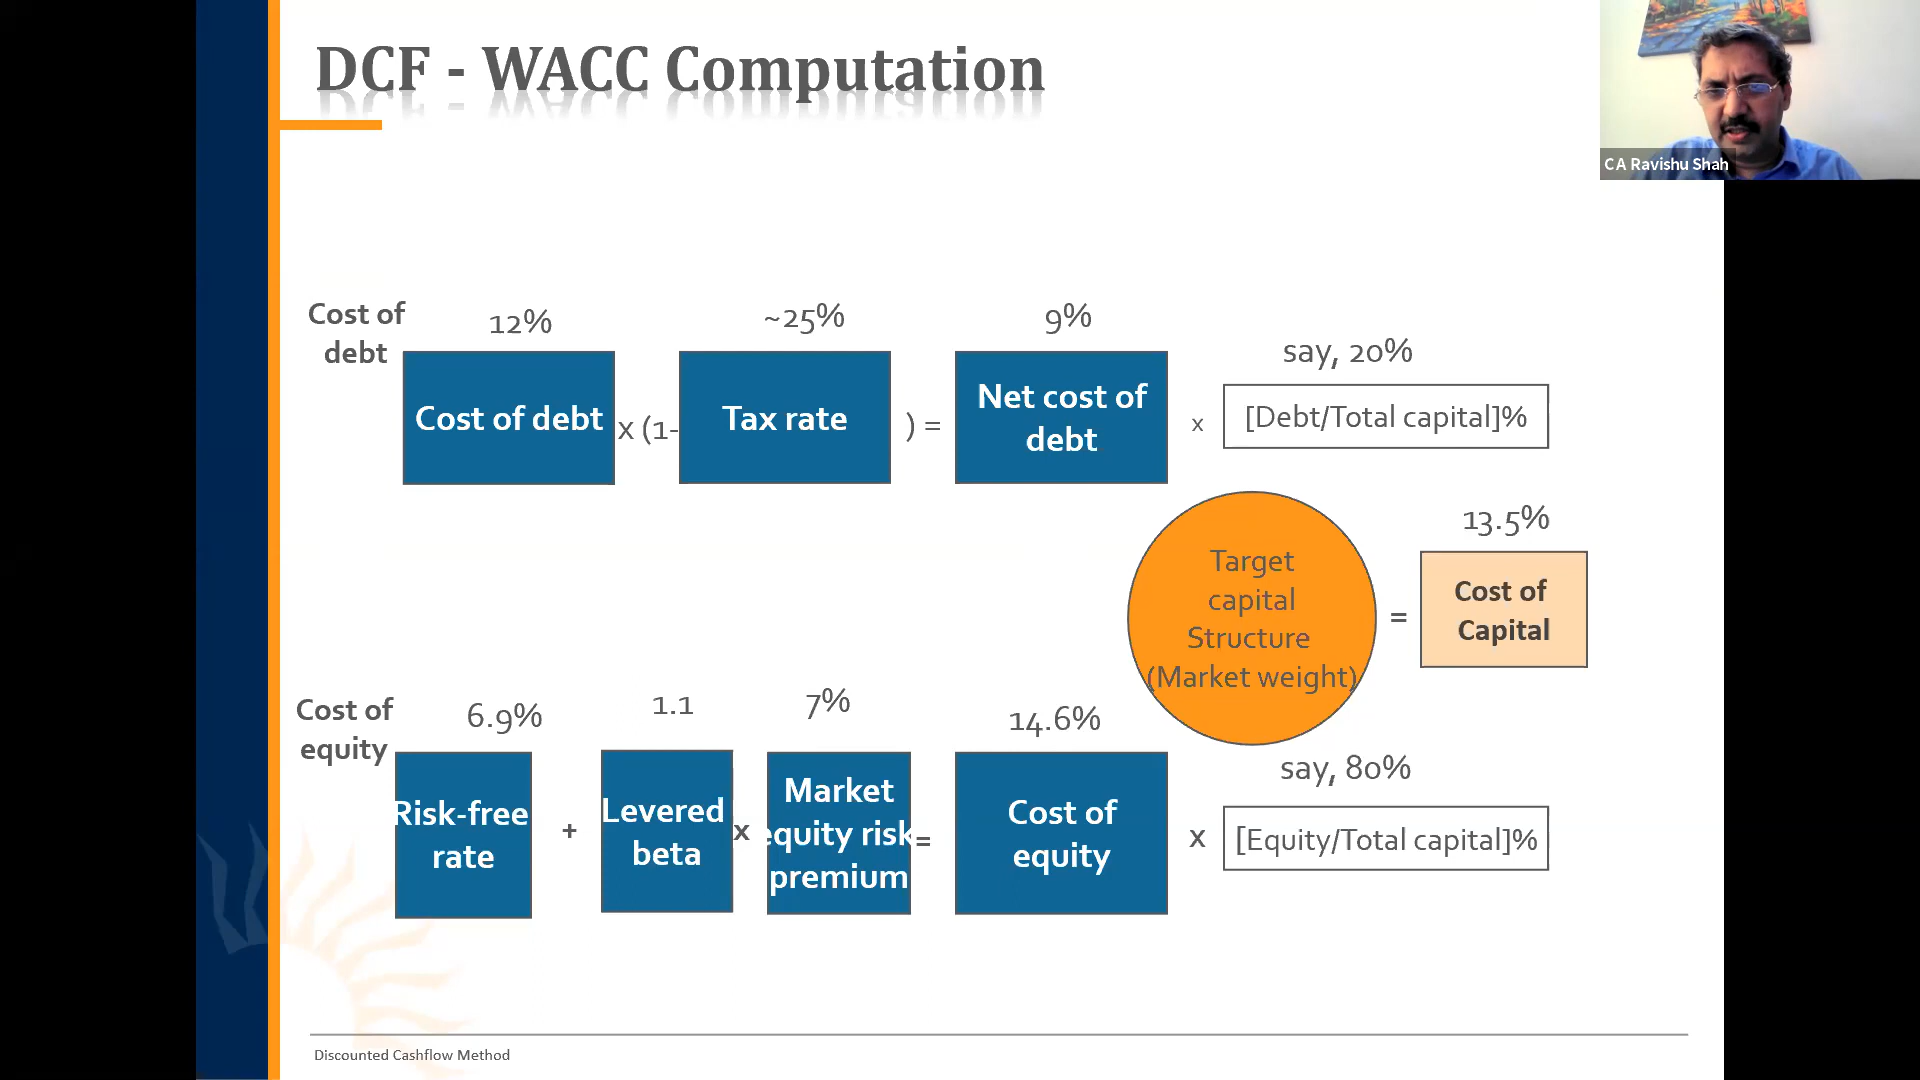 DCF - WACC Computation
CA Ravishu Shah
Cost of
debt
12%
~25%
9%
say, 20%
Cost of debt
x (1-
Tax rate
) =
Net cost of
debt
x
[Debt/Total capital]%
Target
capital
Structure
(Market weight)
=
13.5%
Cost of
Capital
Cost of
equity
6.9%
1.1
7%
14.6%
say, 80%
Risk-free
rate
+
Levered
beta
x
Market
equity risk
premium
=
Cost of
equity
x
[Equity/Total capital]%
Discounted Cashflow Method